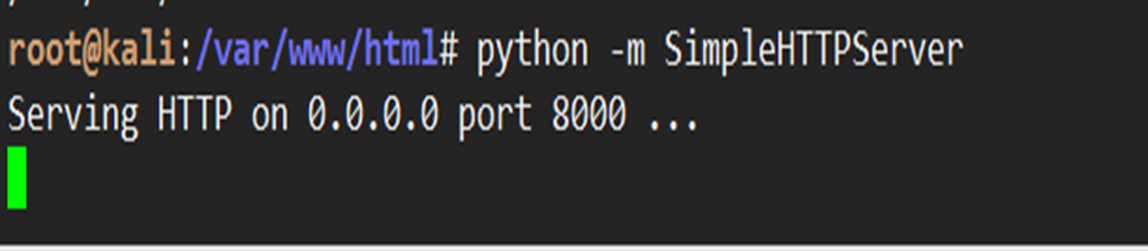 root@kali:/var/www/html# python -m SimpleHTTPServer
Serving HTTP on 0.0.0.0 port 8000 ...